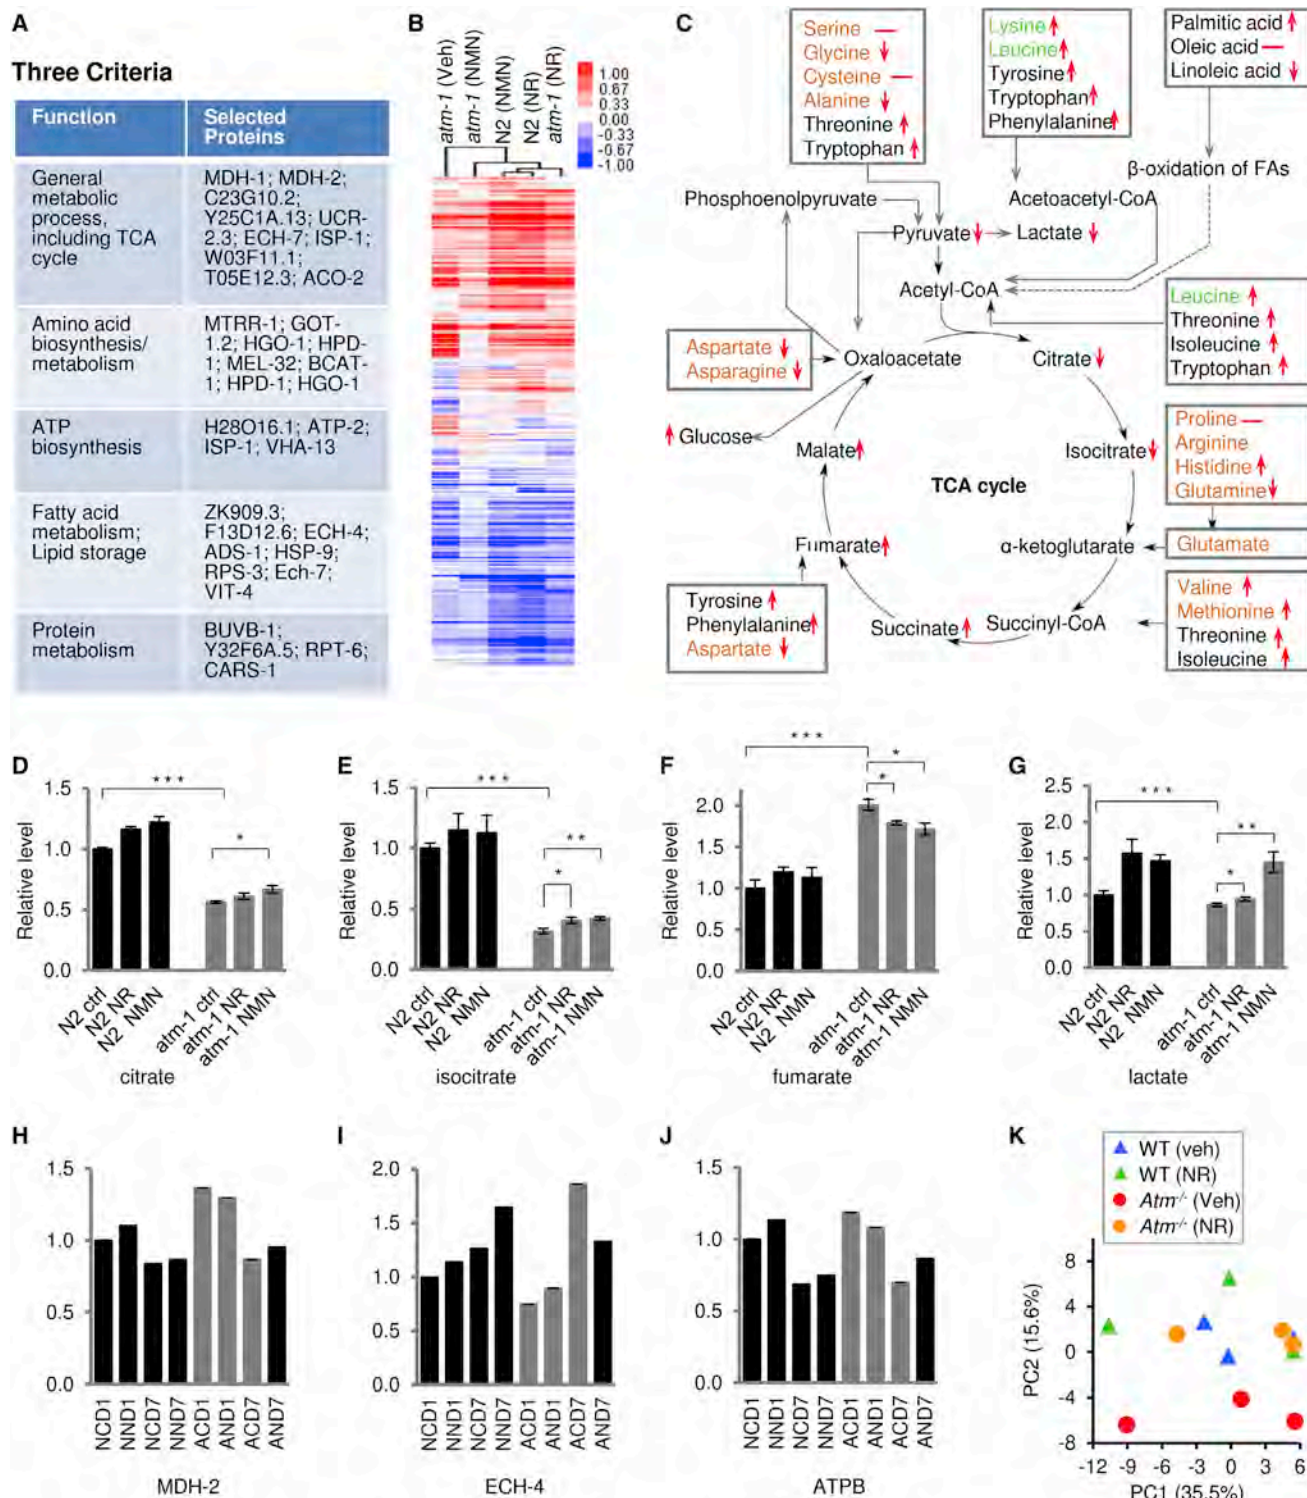 A
Three Criteria
Function
Selected
Proteins
General
metabolic
process,
including TCA
cycle
MDH-1; MDH-2;
C23G10.2;
Y25C1A.13; UCR-
2.3; ECH-7; ISP-1;
W03F11.1;
T05E12.3; ACO-2
Amino acid
biosynthesis/
metabolism
MTRR-1; GOT-
1.2; HGO-1; HPD-
1; MEL-32; BCAT-
1; HPD-1; HGO-1
ATP
biosynthesis
H28O16.1; ATP-2;
ISP-1; VHA-13
Fatty acid
metabolism;
Lipid storage
ZK909.3;
F13D12.6; ECH-4;
ADS-1; HSP-9;
RPS-3; Ech-7;
VIT-4
Protein
metabolism
BUVB-1;
Y32F6A.5; RPT-6;
CARS-1
B
atm-1 (Veh)
atm-1 (NMN)
N2 (NMN)
N2 (NR)
atm-1 (NR)
1.00
0.67
0.33
0.00
-0.33
-0.67
-1.00
C
Serine
Glycine
Cysteine
Alanine
Threonine
Tryptophan
Lysine
Leucine
Tyrosine
Tryptophan
Phenylalanine
Palmitic acid
Oleic acid
Linoleic acid
β-oxidation of FAs
Phosphoenolpyruvate
Acetoacetyl-CoA
Pyruvate
Lactate
Acetyl-CoA
Leucine
Threonine
Isoleucine
Tryptophan
Aspartate
Asparagine
Oxaloacetate
Citrate
Glucose
Malate
Isocitrate
TCA cycle
Proline
Arginine
Histidine
Glutamine
Fumarate
α-ketoglutarate
Glutamate
Tyrosine
Phenylalanine
Aspartate
Succinate
Succinyl-CoA
Valine
Methionine
Threonine
Isoleucine
D
Relative level
1.5
1.0
0.5
0.0
***
*
N2 ctrl
N2 NR
N2 NMN
atm-1 ctrl
atm-1 NR
atm-1 NMN
citrate
E
Relative level
1.5
1.0
0.5
0.0
***
**
*
N2 ctrl
N2 NR
N2 NMN
atm-1 ctrl
atm-1 NR
atm-1 NMN
isocitrate
F
Relative level
2.0
1.5
1.0
0.5
0.0
***
*
*
N2 ctrl
N2 NR
N2 NMN
atm-1 ctrl
atm-1 NR
atm-1 NMN
fumarate
G
Relative level
2.5
2.0
1.5
1.0
0.5
0.0
***
**
*
N2 ctrl
N2 NR
N2 NMN
atm-1 ctrl
atm-1 NR
atm-1 NMN
lactate
H
1.5
1.0
0.5
0.0
NCD1
NND1
NCD7
NND7
ACD1
AND1
ACD7
AND7
MDH-2
I
2.0
1.5
1.0
0.5
0.0
NCD1
NND1
NCD7
NND7
ACD1
AND1
ACD7
AND7
ECH-4
J
1.5
1.0
0.5
0.0
NCD1
NND1
NCD7
NND7
ACD1
AND1
ACD7
AND7
ATPB
K
WT (veh)
WT (NR)
Atm-/- (Veh)
Atm-/- (NR)
PC2 (15.6%)
8
4
0
-4
-8
-12 -9 -6 -3 0 3 6
PC1 (35.5%)